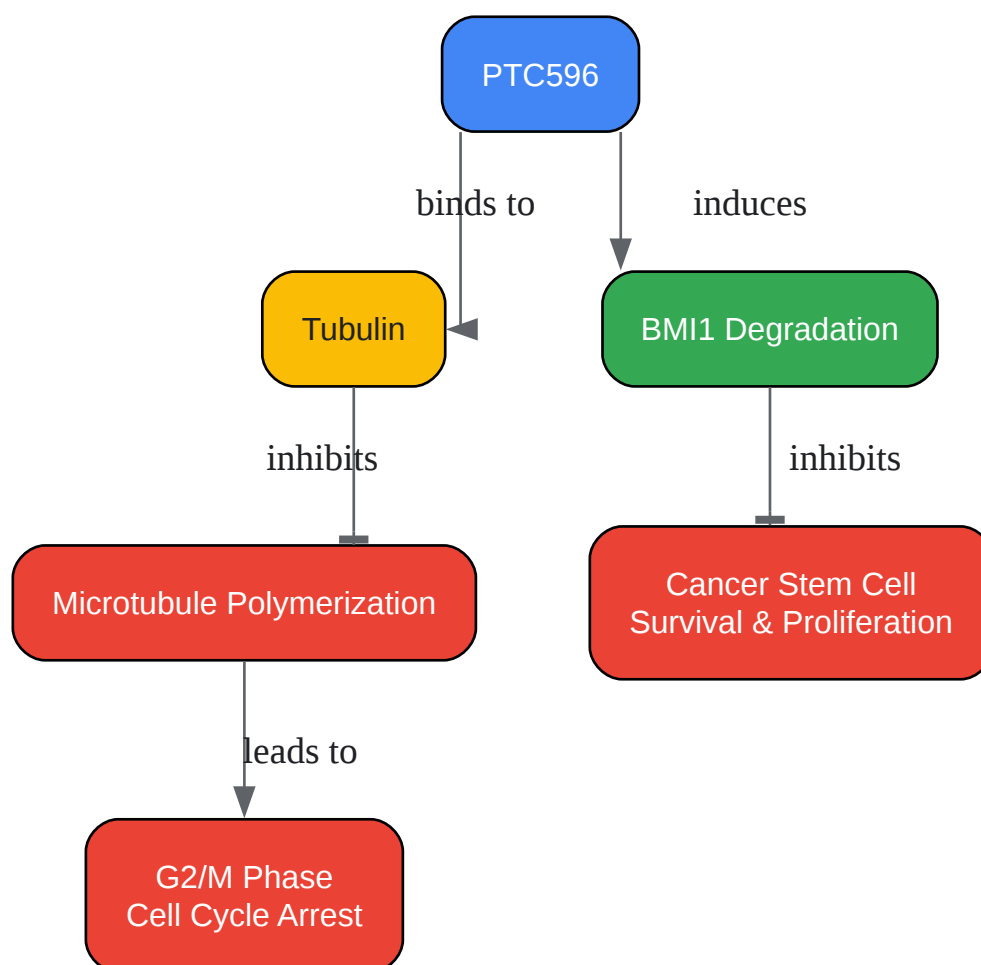 PTC596
binds to
induces
Tubulin
BMI1 Degradation
inhibits
inhibits
Microtubule Polymerization
Cancer Stem Cell
Survival & Proliferation
leads to
G2/M Phase
Cell Cycle Arrest